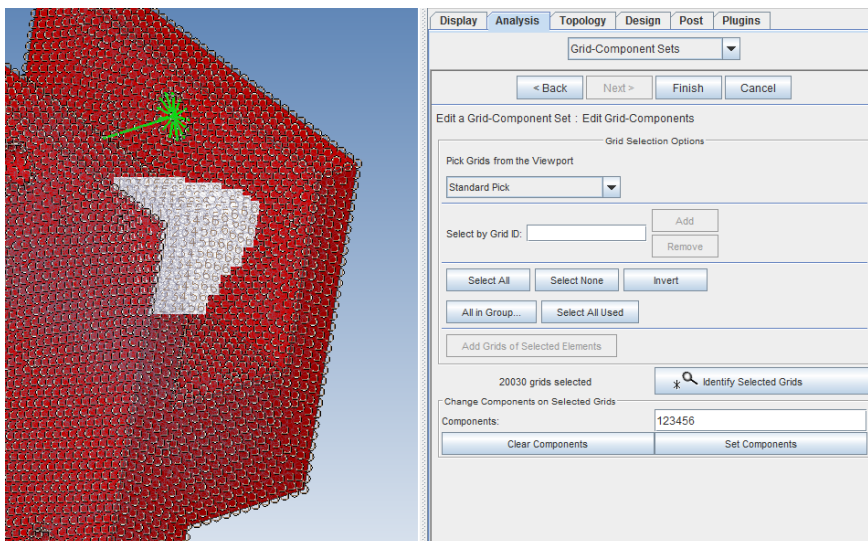 Display Analysis Topology Design Post Plugins
Grid-Component Sets
< Back Next > Finish Cancel
Edit a Grid-Component Set : Edit Grid-Components
Grid Selection Options
Pick Grids from the Viewport
Standard Pick
Select by Grid ID: Add
Remove
Select All Select None Invert
All in Group... Select All Used
Add Grids of Selected Elements
20030 grids selected Identify Selected Grids
Change Components on Selected Grids
Components: 123456
Clear Components Set Components